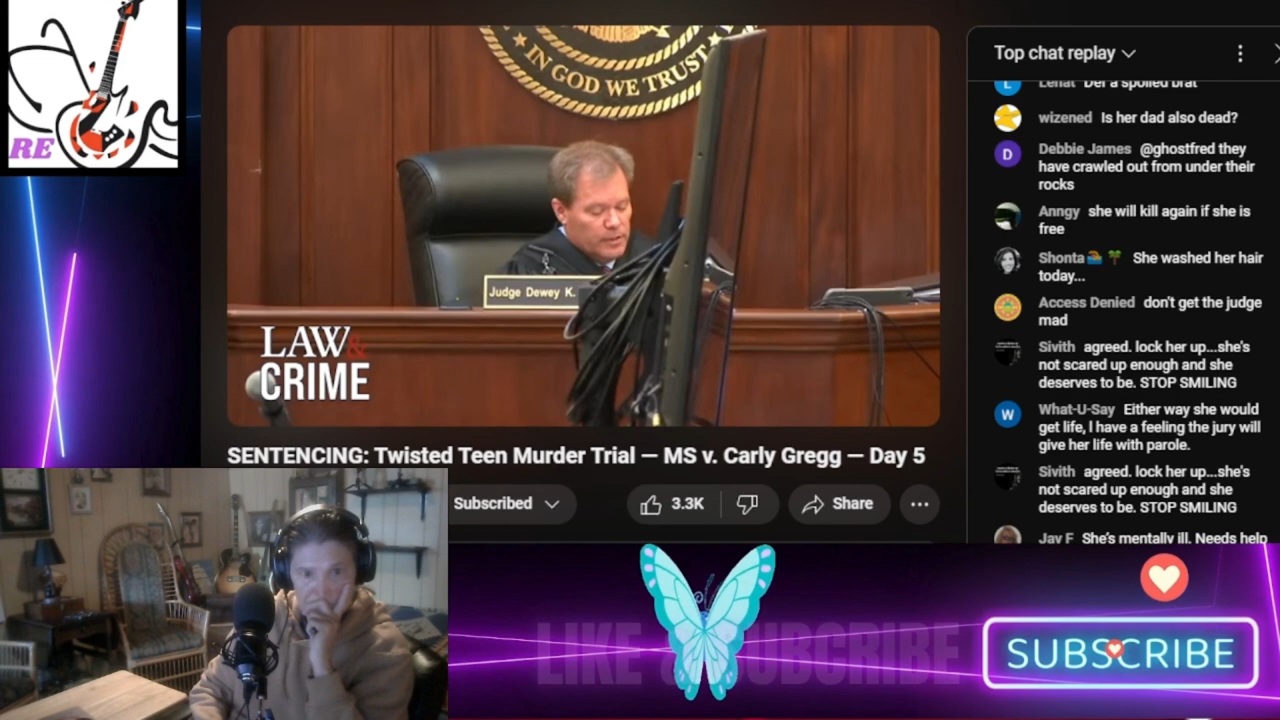 RE
IN GOD WE TRUST
Judge Dewey K.
LAW&
CRIME
SENTENCING: Twisted Teen Murder Trial — MS v. Carly Gregg — Day 5
Subscribed
3.3K
Share
Top chat replay
Lenat Def a spoiled brat
wizened Is her dad also dead?
Debbie James @ghostfred they
have crawled out from under their
rocks
Anngy she will kill again if she is
free
Shonta She washed her hair
today...
Access Denied don't get the judge
mad
Sivith agreed. lock her up...she's
not scared up enough and she
deserves to be. STOP SMILING
What-U-Say Either way she would
get life, I have a feeling the jury will
give her life with parole.
Sivith agreed. lock her up...she's
not scared up enough and she
deserves to be. STOP SMILING
Jay F She's mentally ill. Needs help
LIKE & SUBCRIBE
SUBSCRIBE